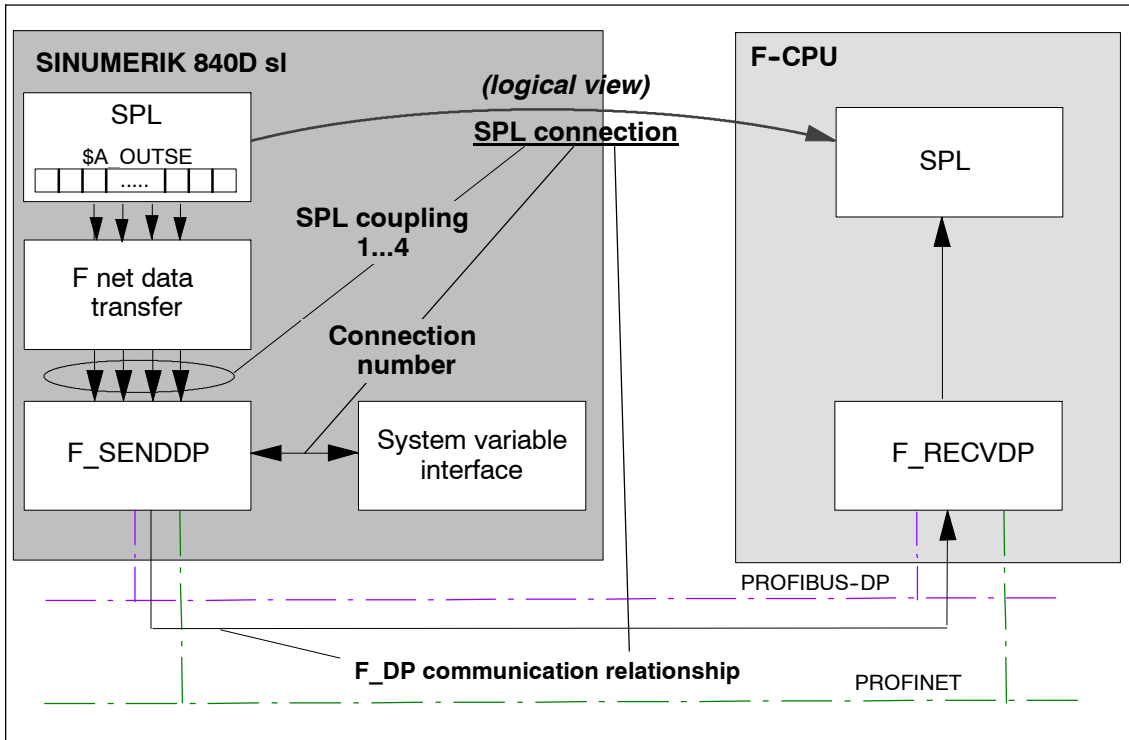 SINUMERIK 840D sl
F-CPU
(logical view)
SPL
SPL connection
$A_OUTSE
.....
SPL
SPL coupling
1...4
F net data
transfer
Connection
number
F_SENDDP
System variable
interface
F_RECVDP
PROFIBUS-DP
F_DP communication relationship
PROFINET